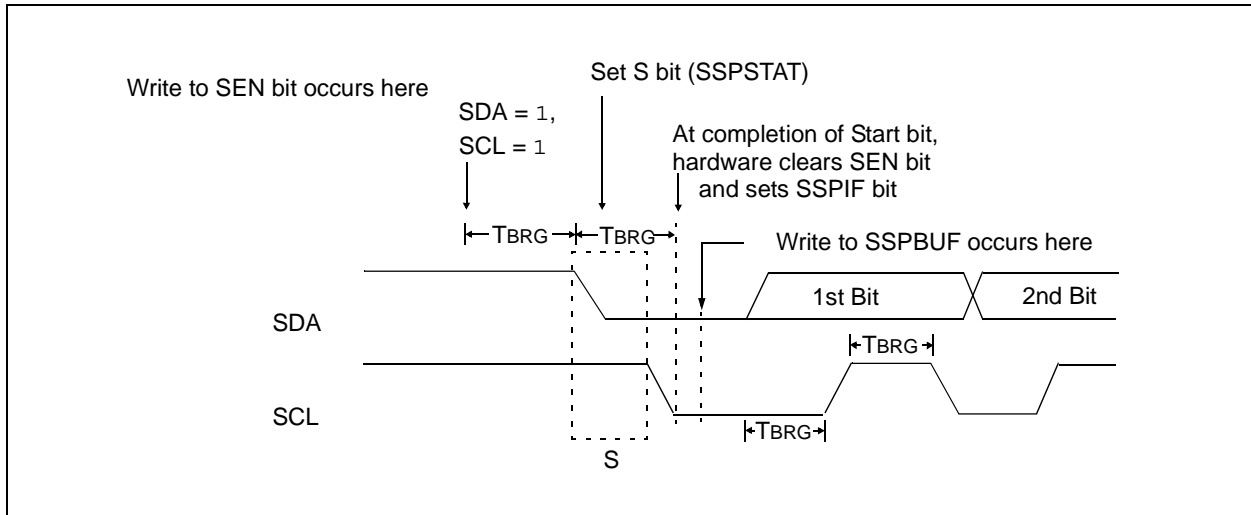 Write to SEN bit occurs here
Set S bit (SSPSTAT)
SDA = 1,
SCL = 1
At completion of Start bit,
hardware clears SEN bit
and sets SSPIF bit
TBRG
TBRG
Write to SSPBUF occurs here
1st Bit
2nd Bit
SDA
TBRG
SCL
TBRG
S